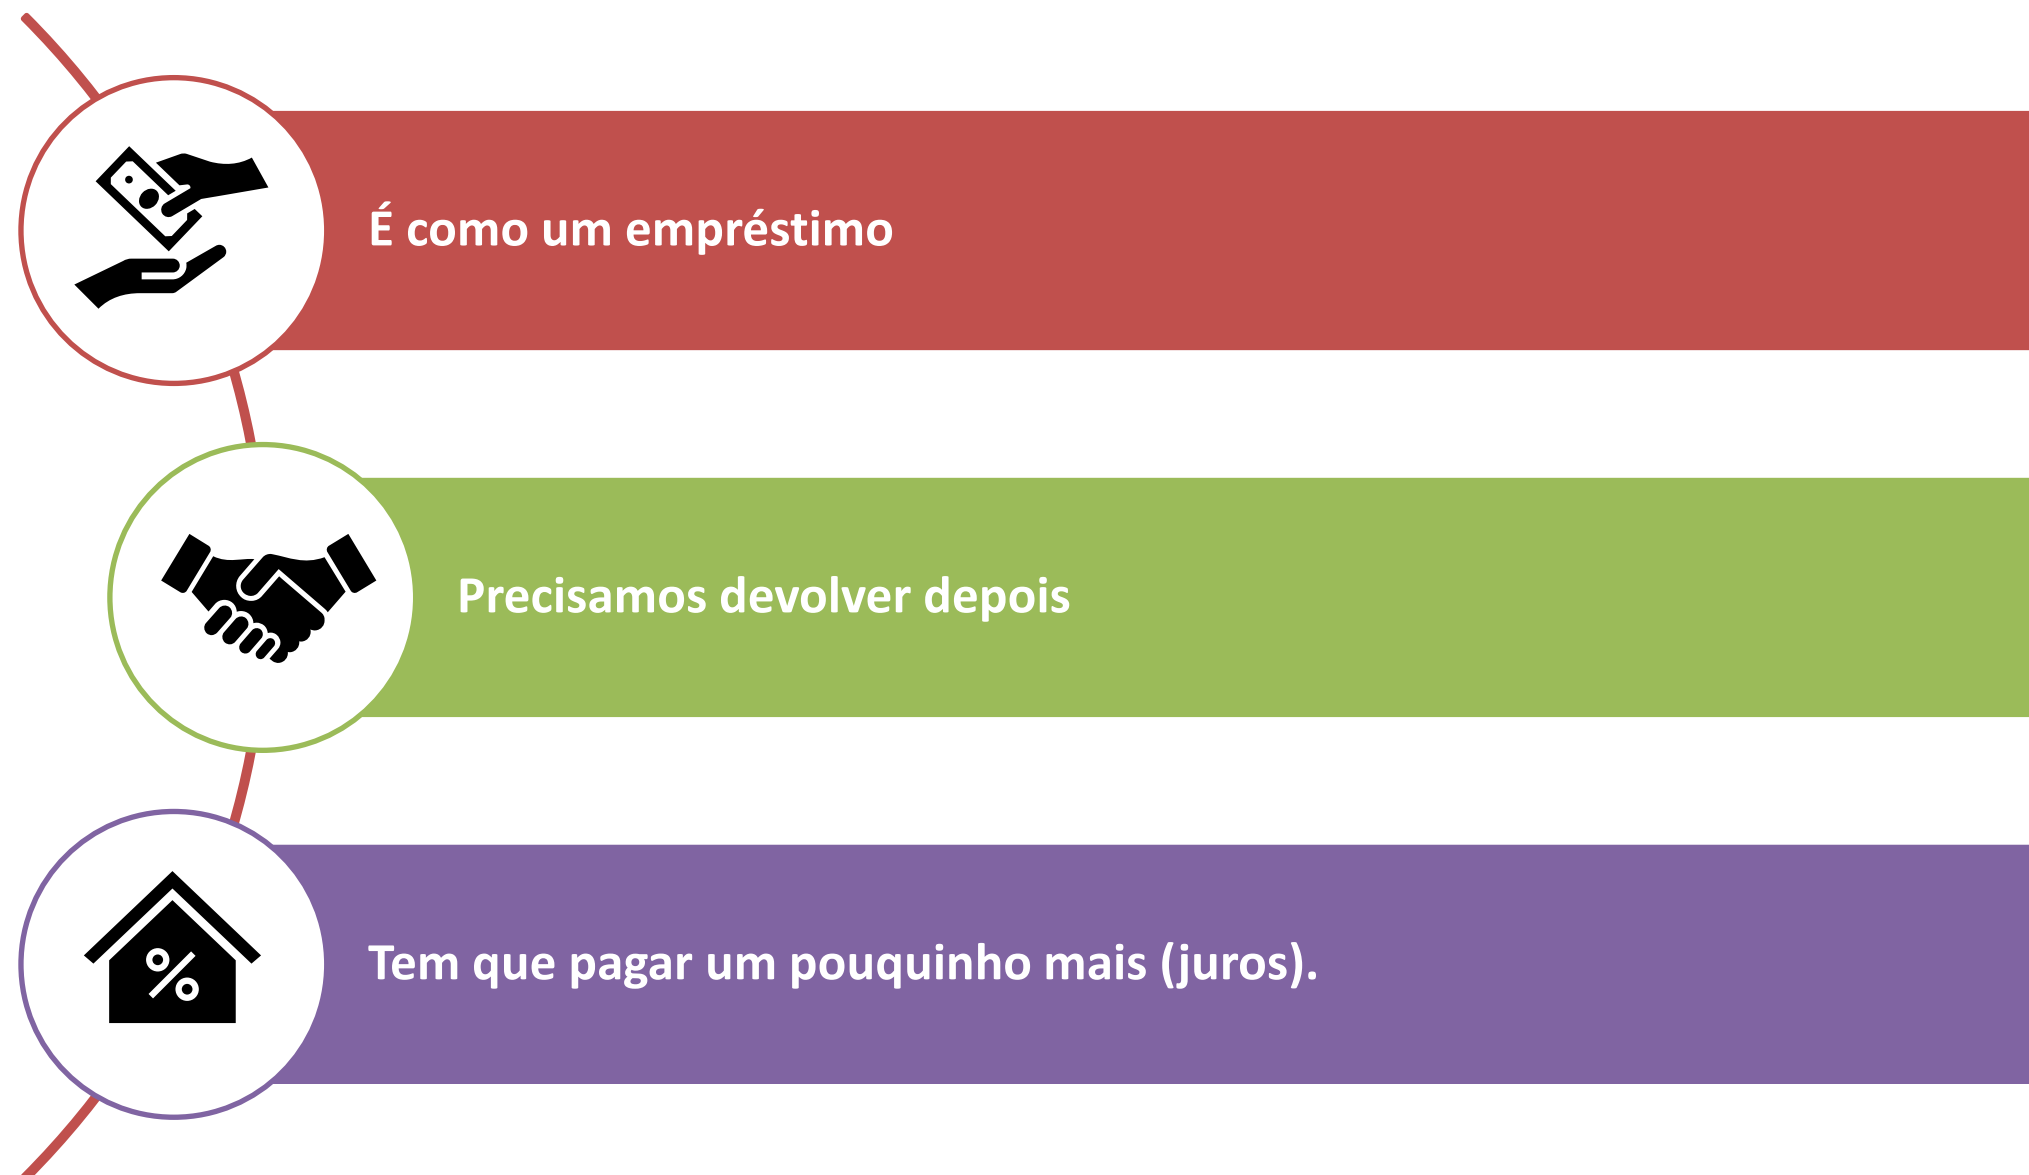 É como um empréstimo
Precisamos devolver depois
Tem que pagar um pouquinho mais (juros).
%